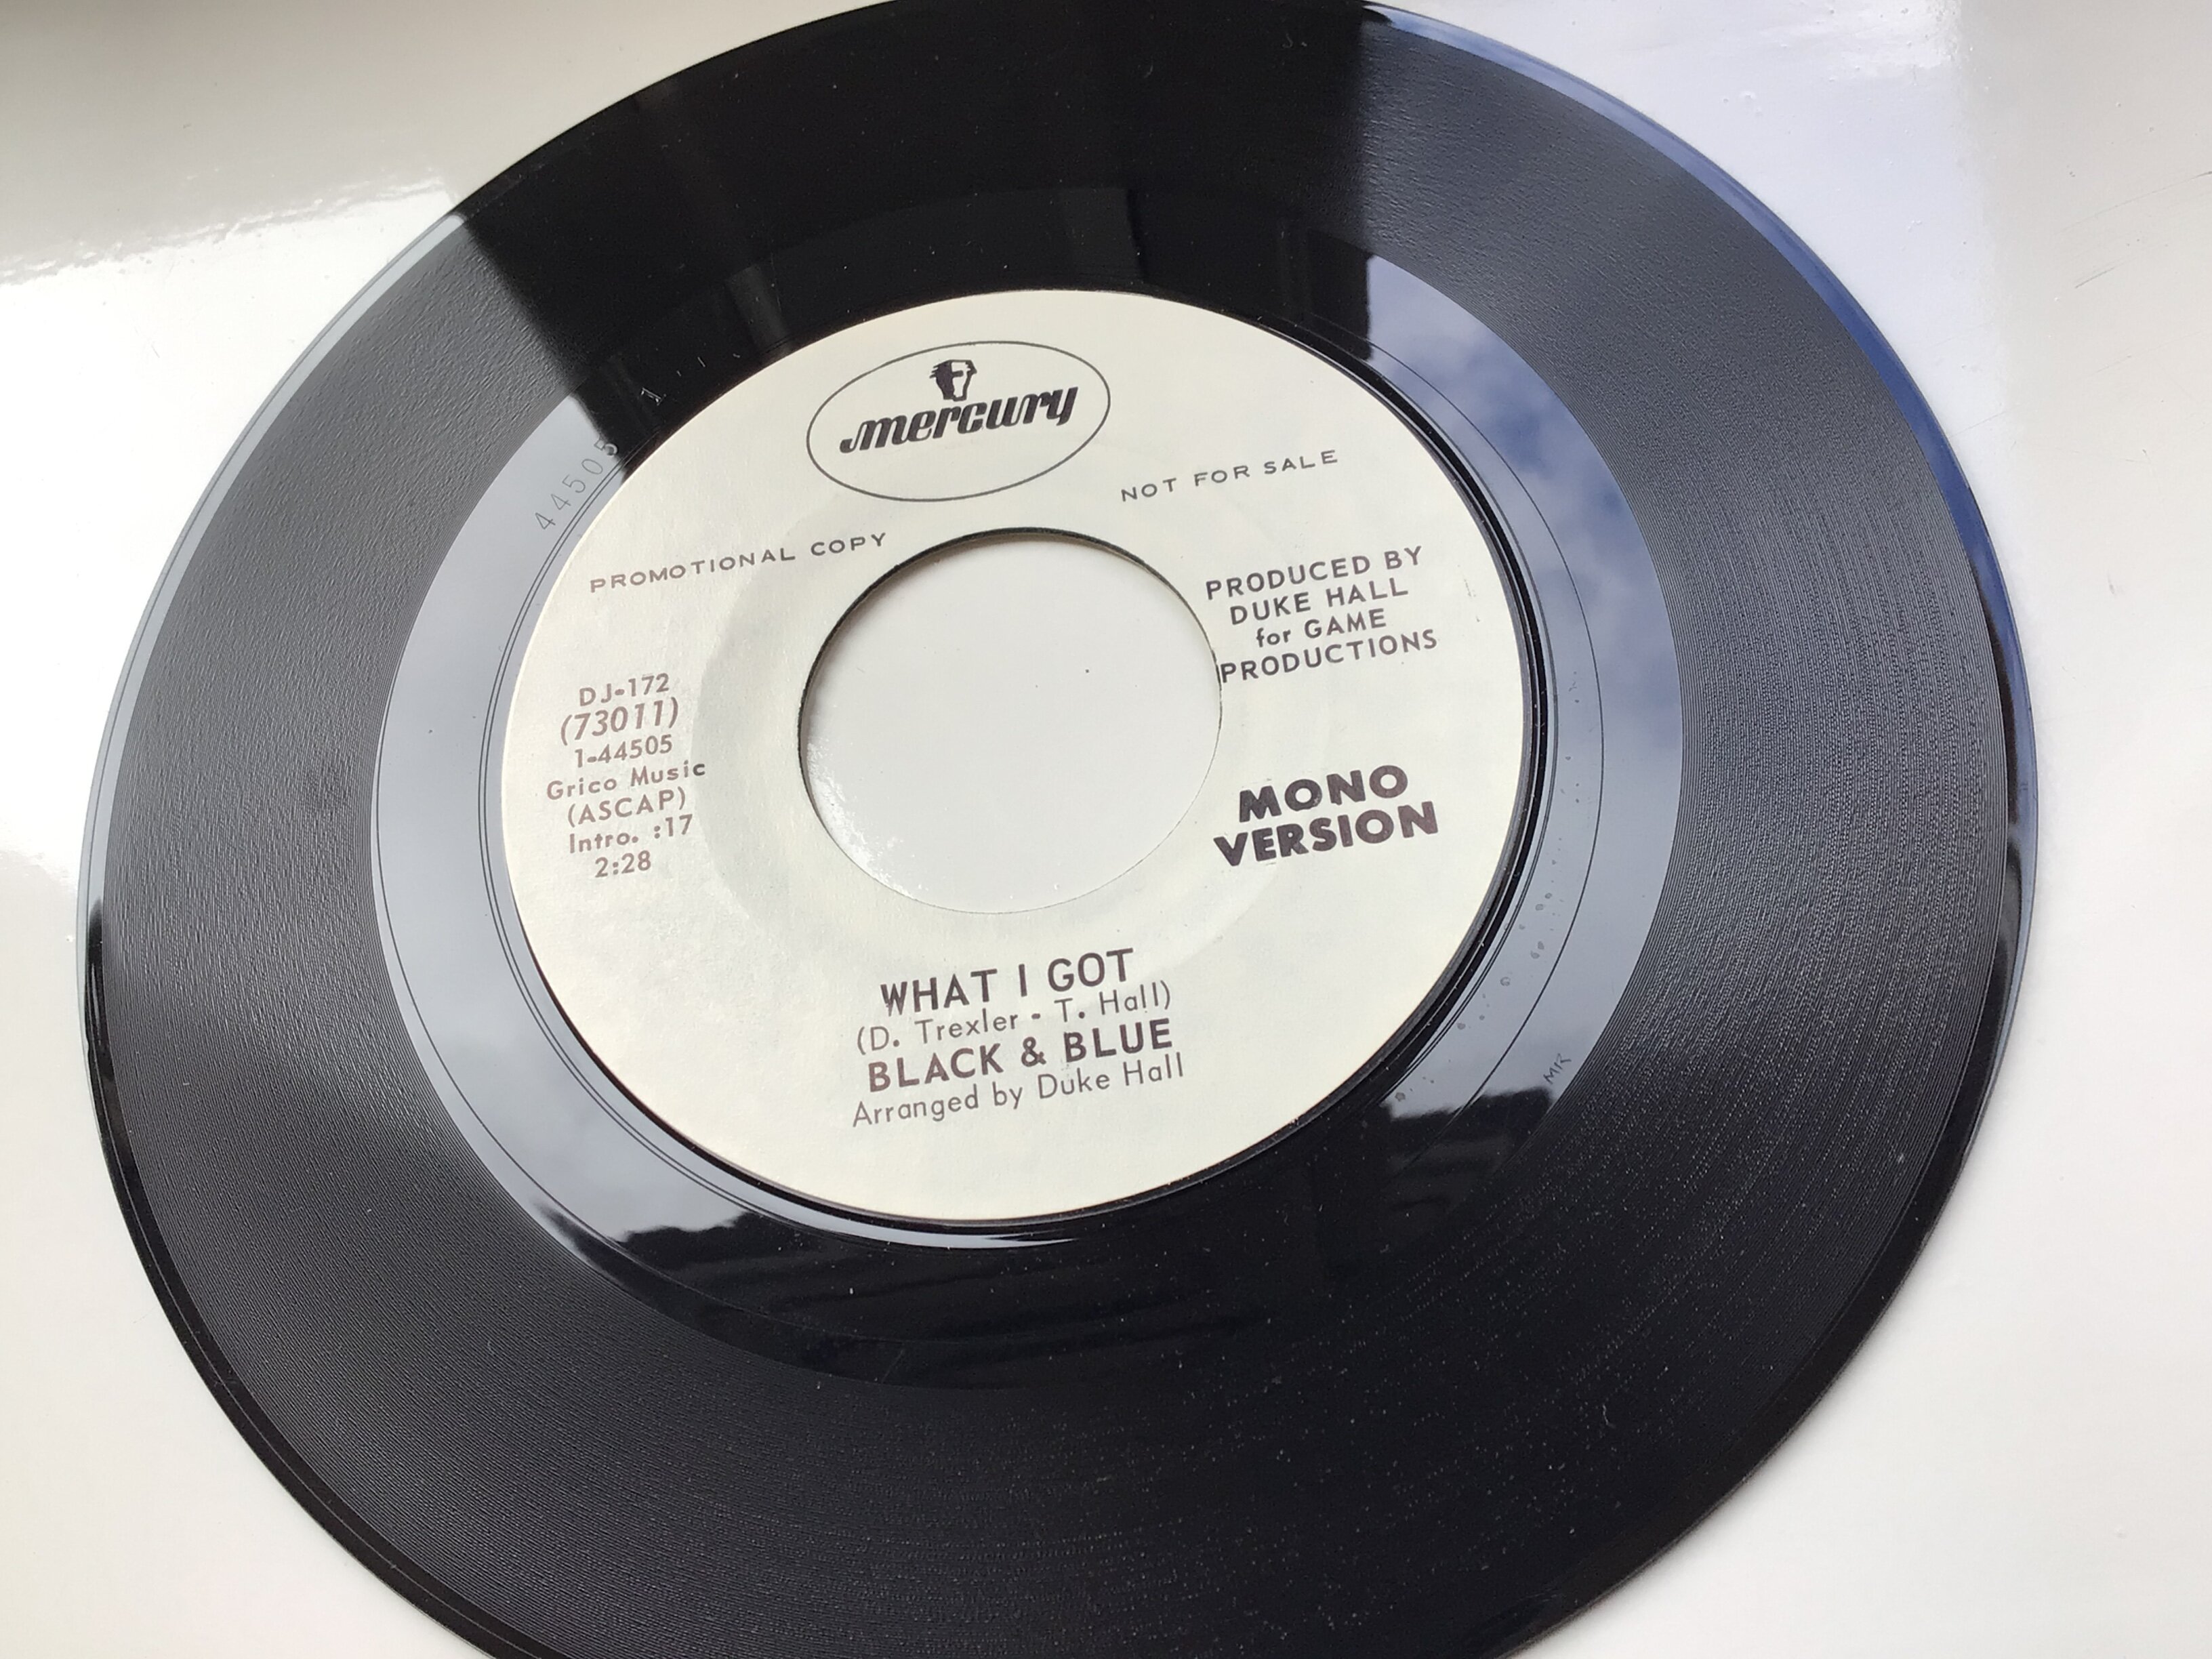 mercury
NOT FOR SALE
PROMOTIONAL COPY
PRODUCED BY
DUKE HALL
for GAME
PRODUCTIONS
DJ-172
(73011)
1-44505
Grico Music
(ASCAP)
Intro. :17
2:28
MONO
VERSION
WHAT I GOT
(D. Trexler - T. Hall)
BLACK & BLUE
Arranged by Duke Hall
44505
MR